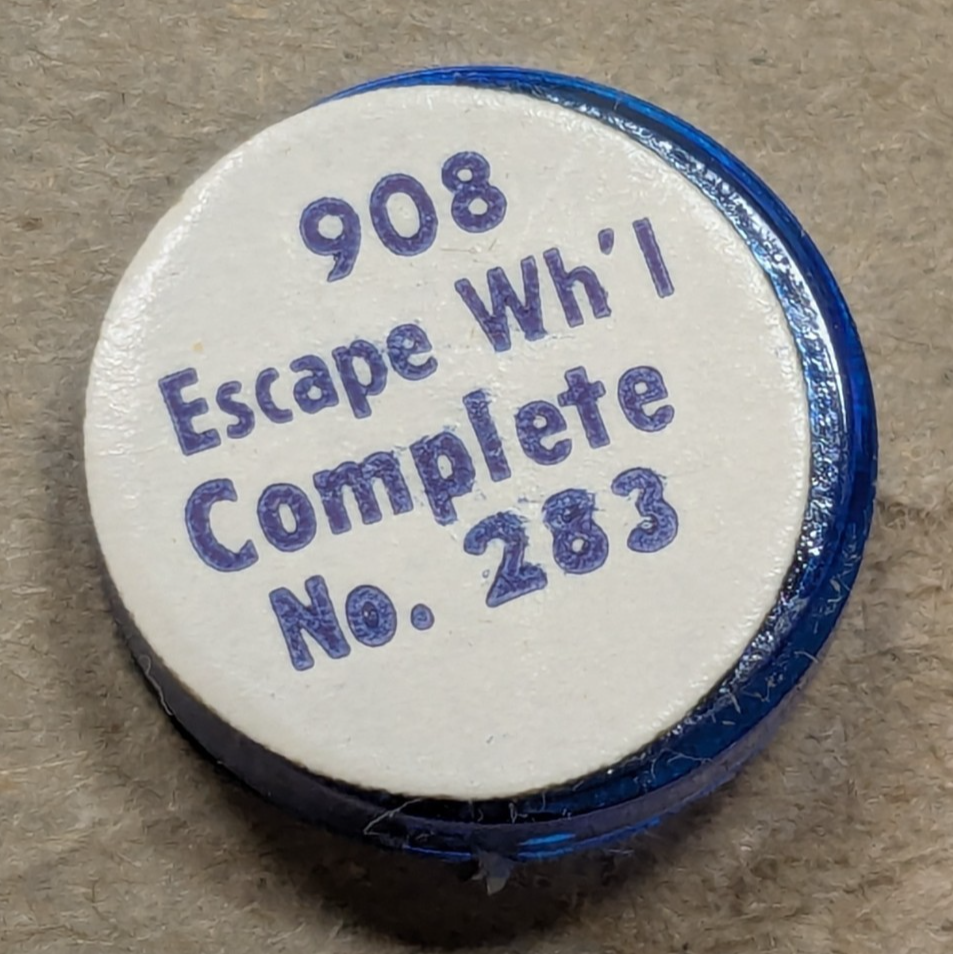 908
Escape Wh'l
Complete
No. 283